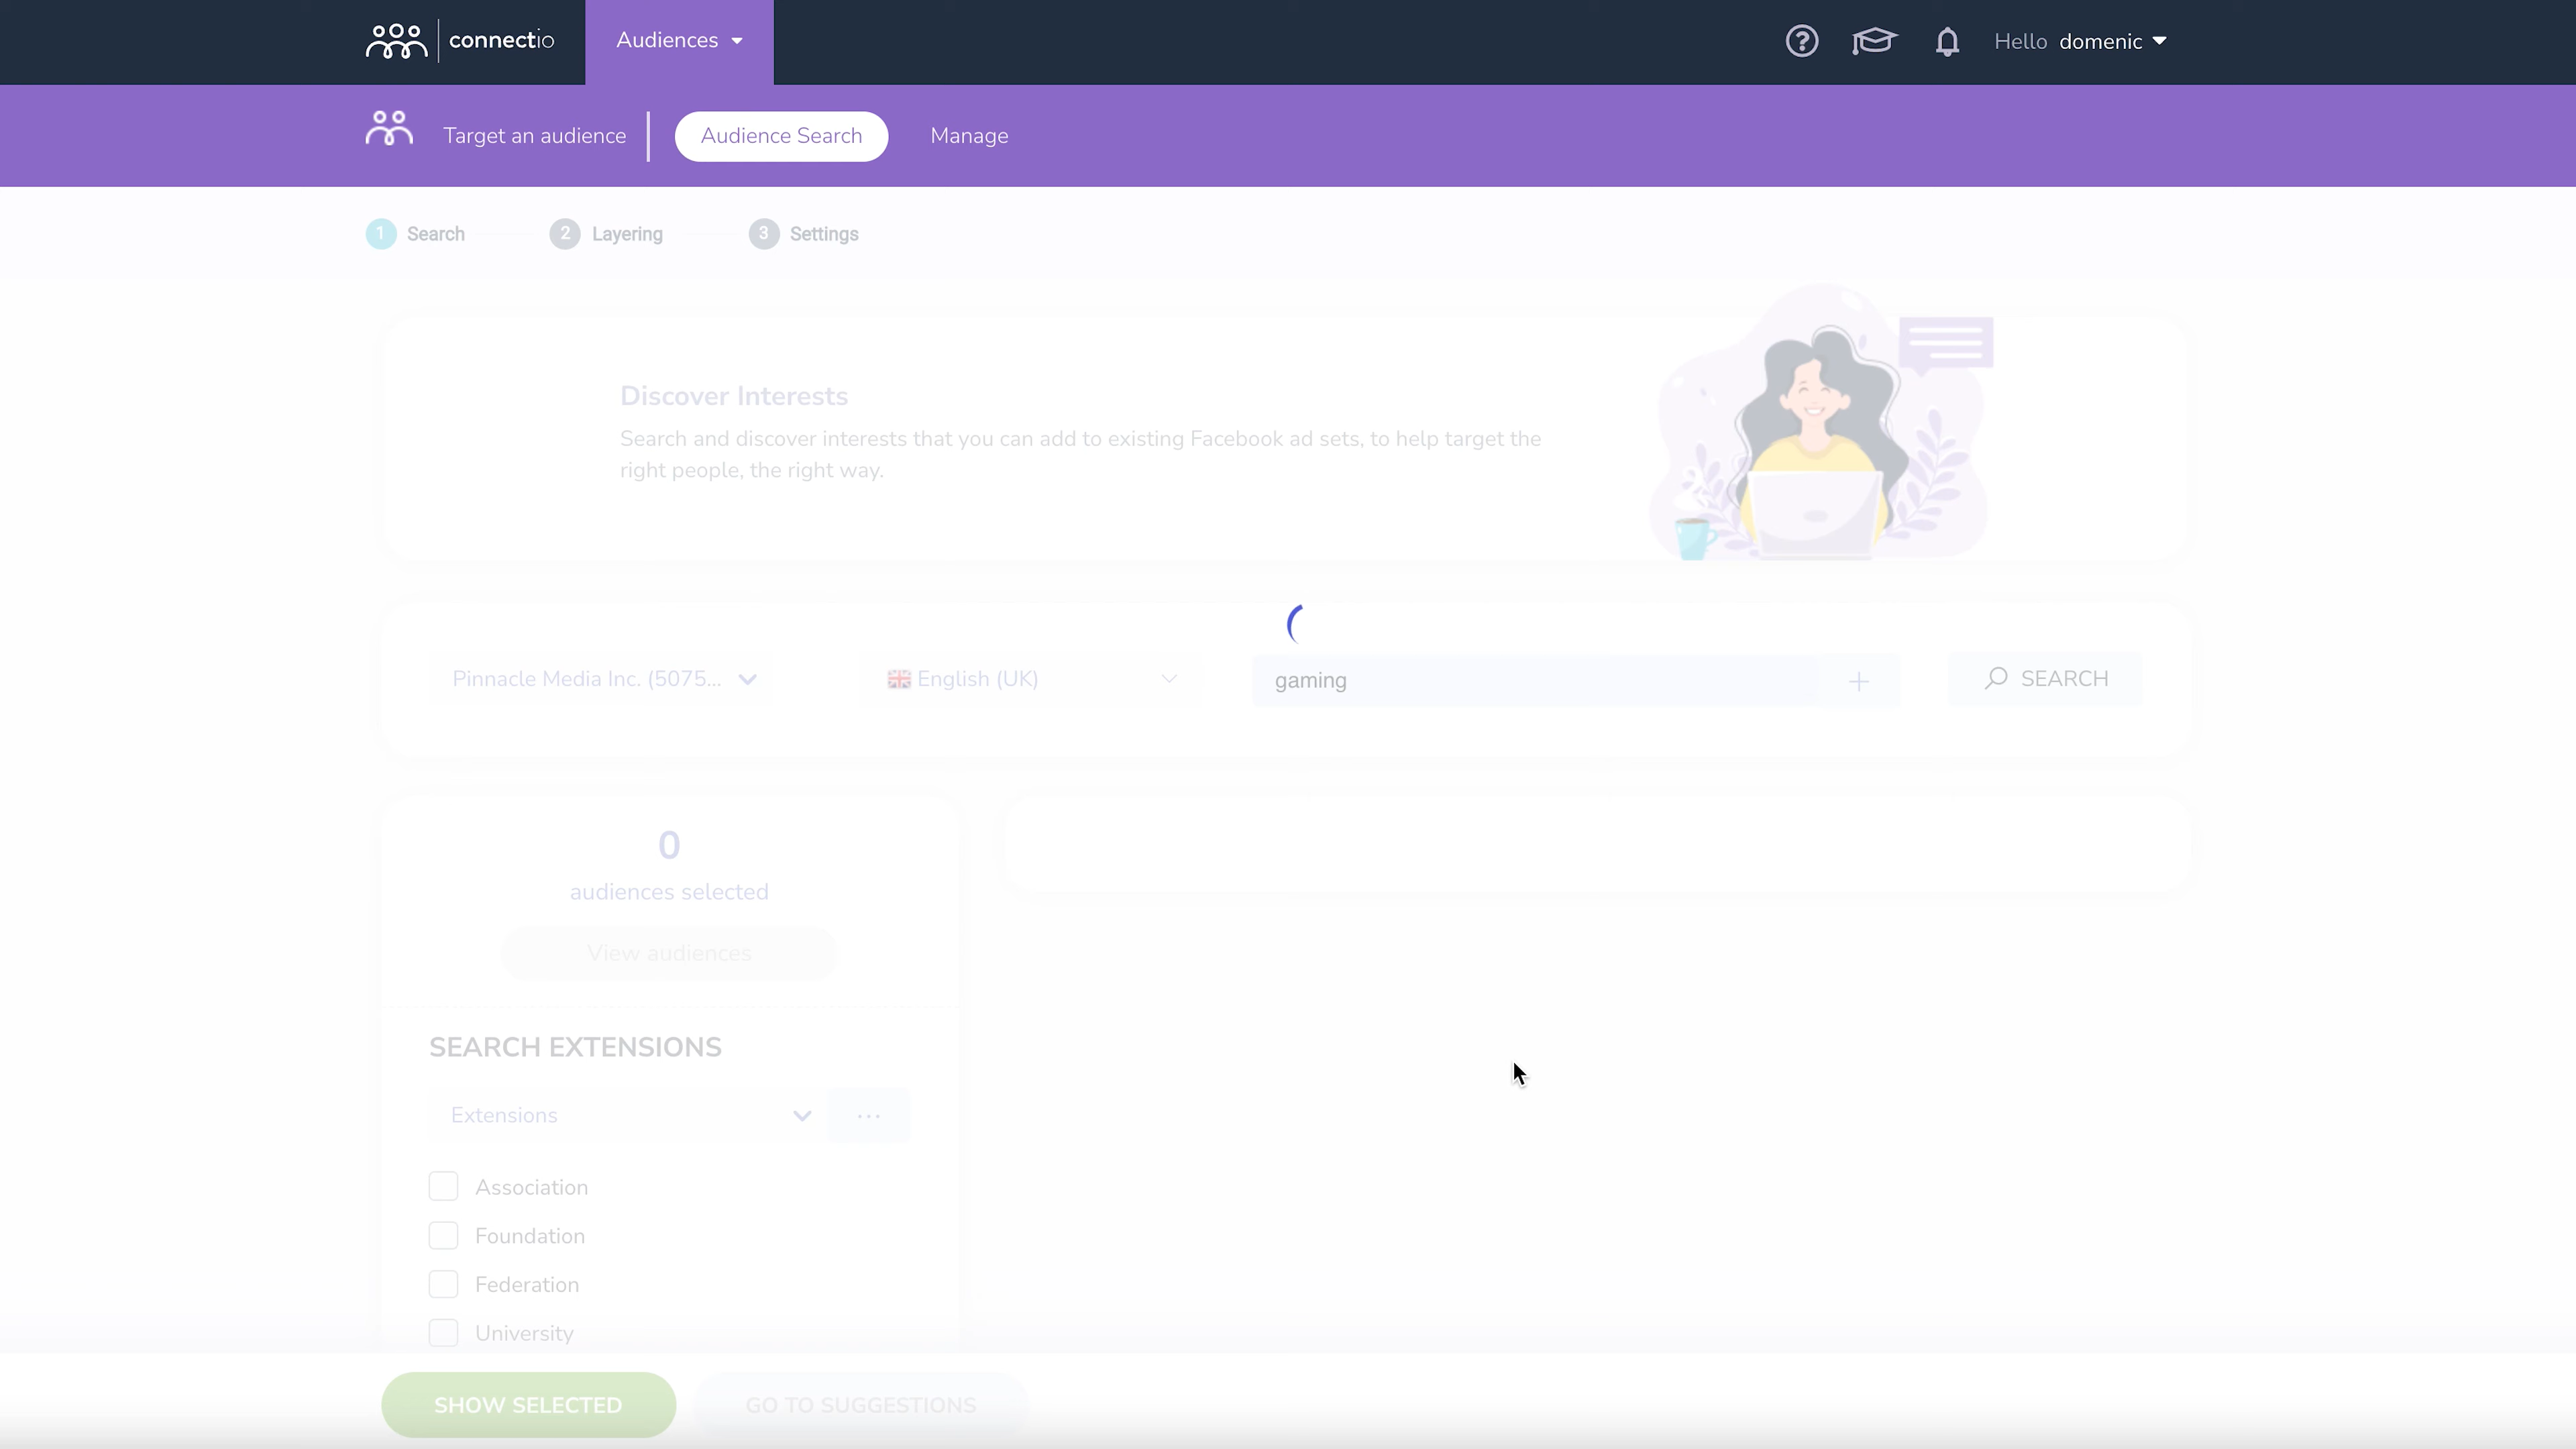 connectio
Audiences
Hello domenic
Target an audience
Audience Search
Manage
1 Search
2 Layering
3 Settings
Discover Interests
Search and discover interests that you can add to existing Facebook ad sets, to help target the
right people, the right way.
Pinnacle Media Inc. (5075...
English (UK)
gaming
+
SEARCH
0
audiences selected
View audiences
SEARCH EXTENSIONS
Extensions
...
Association
Foundation
Federation
University
SHOW SELECTED
GO TO SUGGESTIONS